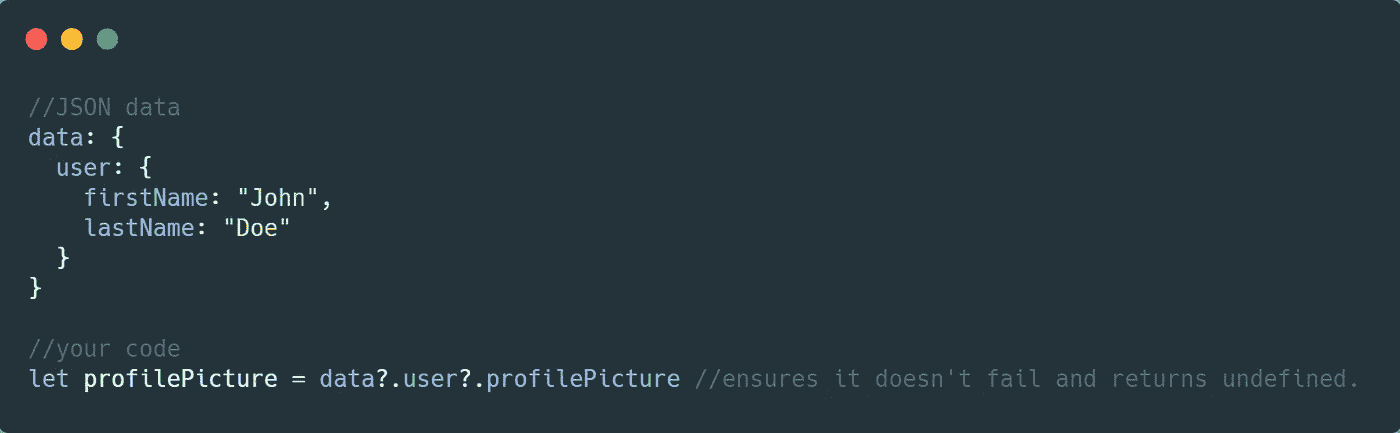 //JSON data
data: {
  user: {
    firstName: "John",
    lastName: "Doe"
  }
}
//your code
let profilePicture = data?.user?.profilePicture //ensures it doesn't fail and returns undefined.